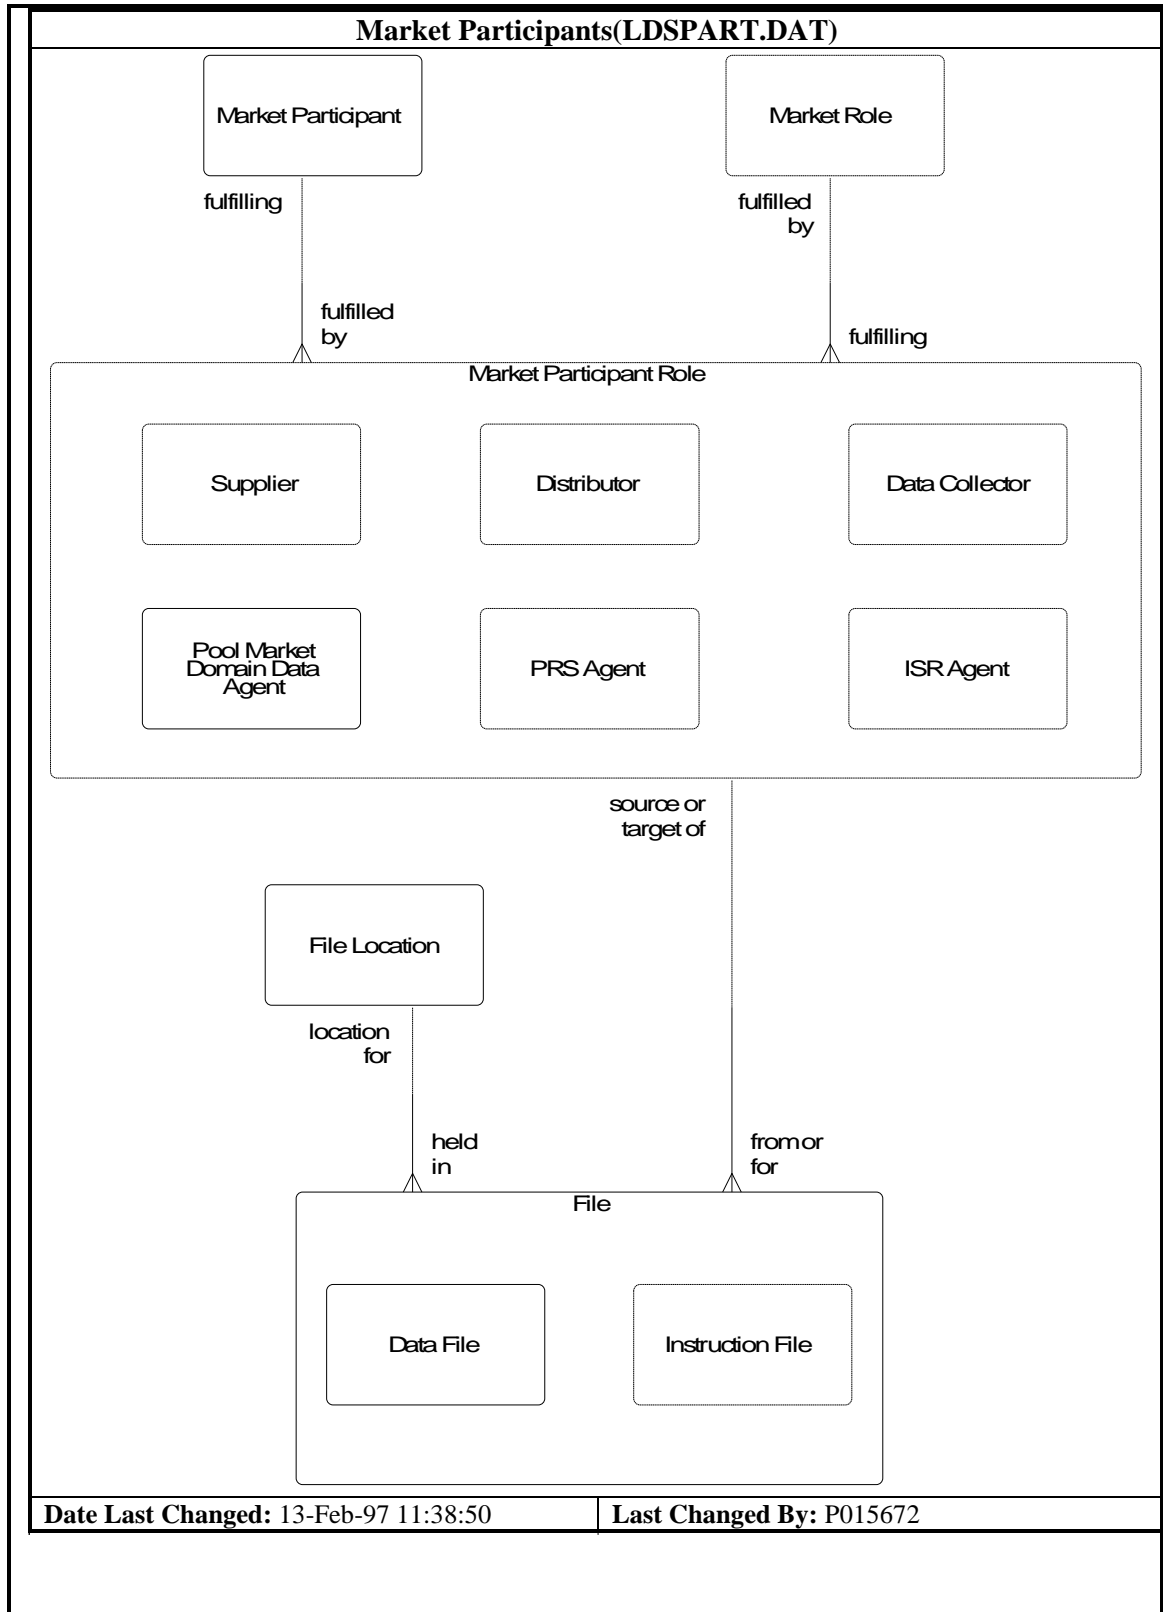 Market Participants(LDSPART.DAT)
Market Participant
Market Role
fulfilling
fulfilled
by
fulfilled
by
fulfilling
Market Participant Role
Supplier
Distributor
Data Collector
Pool Market
Domain Data
Agent
PRS Agent
ISR Agent
source or
target of
File Location
location
for
held
in
from or
for
File
Data File
Instruction File
Date Last Changed: 13-Feb-97 11:38:50
Last Changed By: P015672